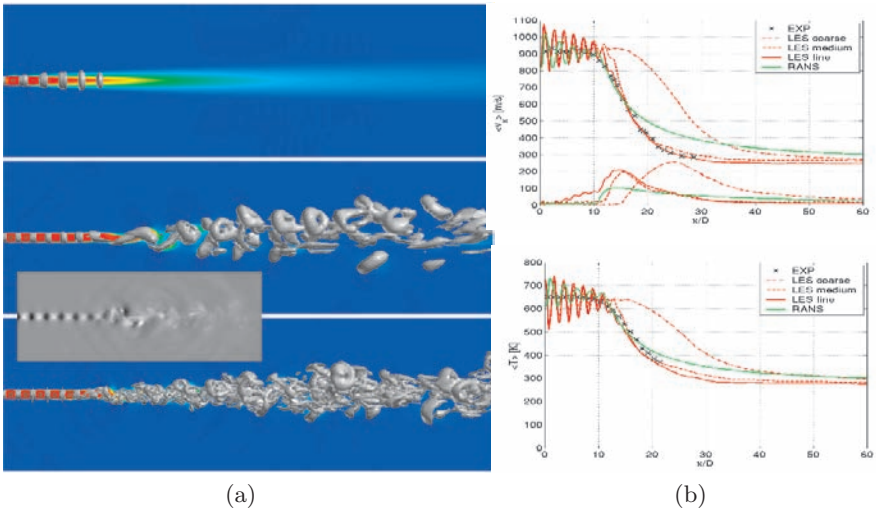 1100
1000
900
800
700
600
500
400
300
200
100
0
<v_x> [m/s]
EXP
LES coarse
LES medium
LES fine
RANS
0 10 20 30 40 50 60
x/D
800
700
600
500
400
300
200
100
0
<T> [K]
EXP
LES coarse
LES medium
LES fine
RANS
0 10 20 30 40 50 60
x/D
(a) (b)